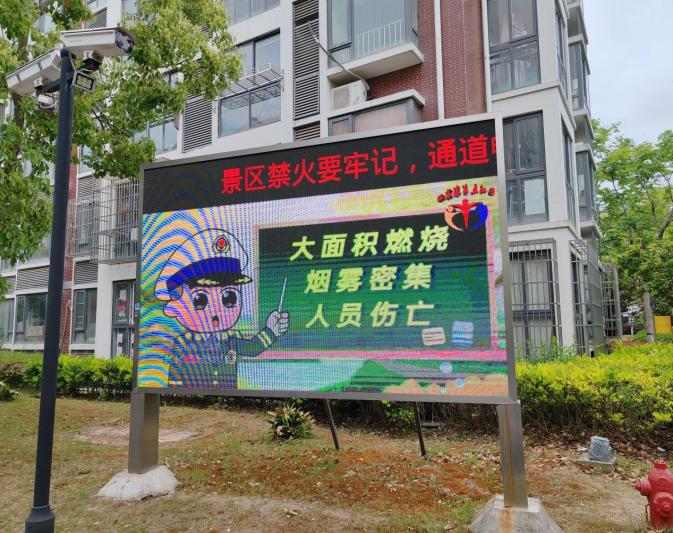 景区禁火要牢记，通道
大面积燃烧
烟雾密集
人员伤亡